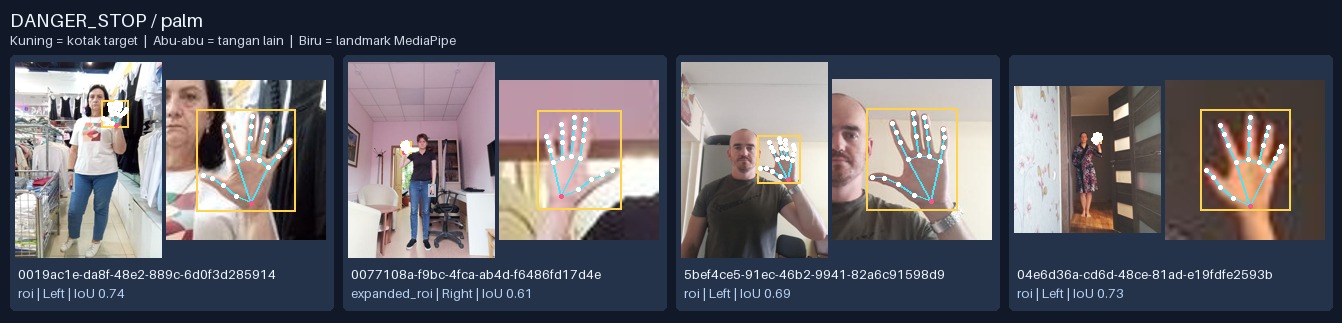 DANGER_STOP / palm
Kuning = kotak target | Abu-abu = tangan lain | Biru = landmark MediaPipe
0019ac1e-da8f-48e2-889c-6d0f3d285914
roi | Left | IoU 0.74
0077108a-f9bc-4fca-ab4d-f6486fd17d4e
expanded_roi | Right | IoU 0.61
5bef4ce5-91ec-46b2-9941-82a6c91598d9
roi | Left | IoU 0.69
04e6d36a-cd6d-48ce-81ad-e19fdfe2593b
roi | Left | IoU 0.73